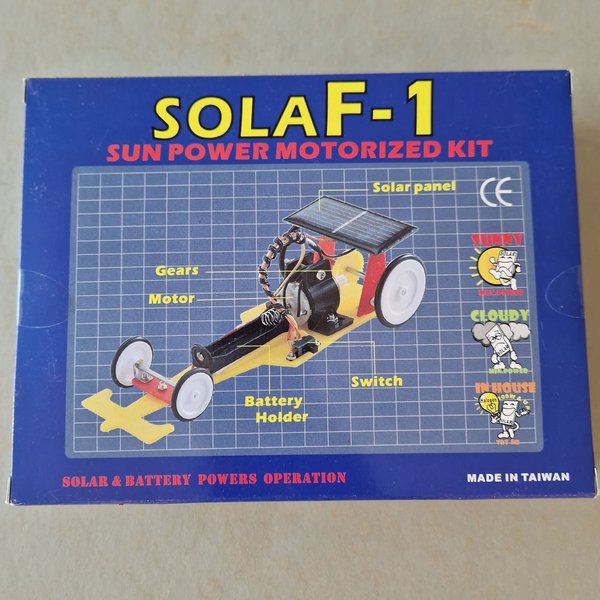 SOLAF-1
SUN POWER MOTORIZED KIT
Solar panel
CE
SUNNY
Gears
Motor
CLOUDY
Switch
IN HOUSE
Battery
Holder
SOLAR & BATTERY POWERS OPERATION
MADE IN TAIWAN